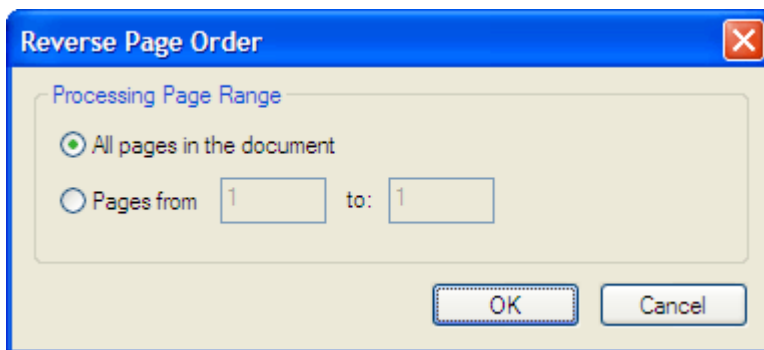 Reverse Page Order
Processing Page Range
All pages in the document
Pages from 1 to: 1
OK Cancel